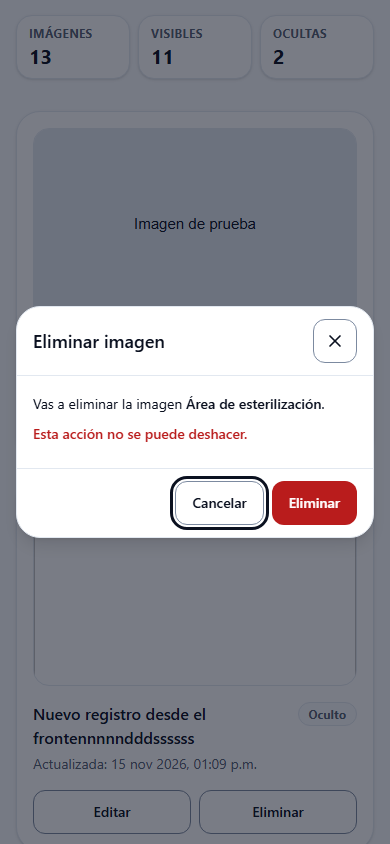 IMÁGENES
13
VISIBLES
11
OCULTAS
2
Imagen de prueba
Eliminar imagen
Vas a eliminar la imagen Área de esterilización.
Esta acción no se puede deshacer.
Cancelar
Eliminar
Nuevo registro desde el
frontennnnndddssssss
Oculto
Actualizada: 15 nov 2026, 01:09 p.m.
Editar
Eliminar